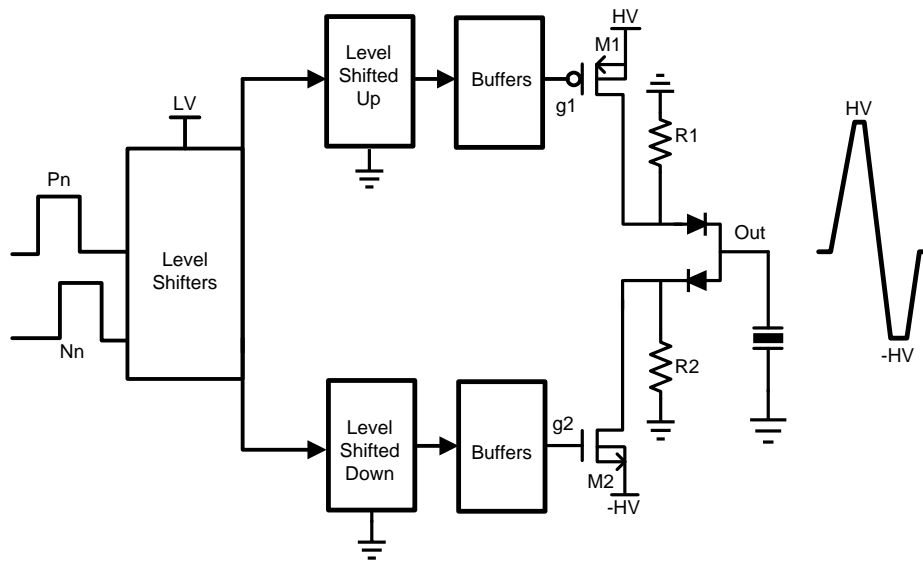 HV
M1
Level
Shifted
Up
Buffers
g1
R1
HV
LV
Pn
Level
Shifters
Nn
Out
-HV
R2
Level
Shifted
Down
Buffers
g2
M2
-HV